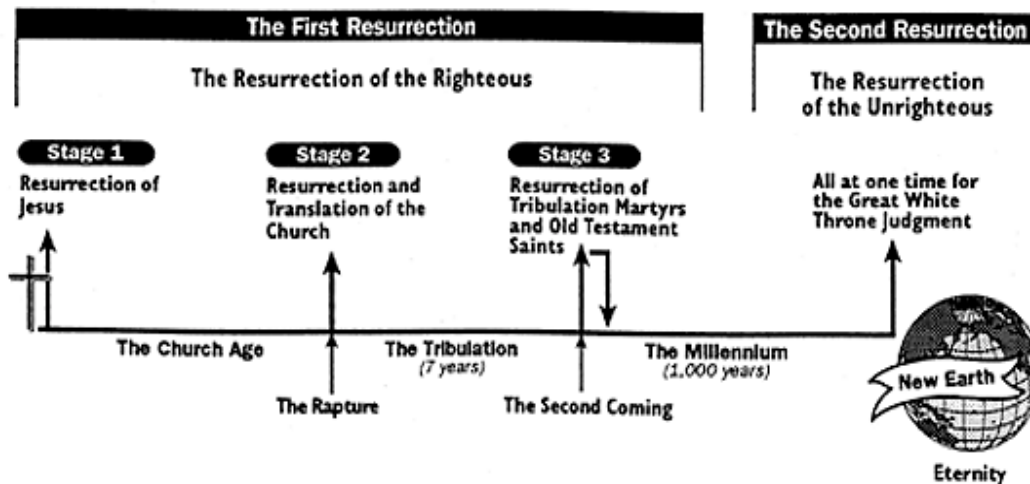 The First Resurrection
The Second Resurrection
The Resurrection of the Righteous
The Resurrection
of the Unrighteous
Stage 1
Resurrection of
Jesus
Stage 2
Resurrection and
Translation of the
Church
Stage 3
Resurrection of
Tribulation Martyrs
and Old Testament
Saints
All at one time for
the Great White
Throne Judgment
The Church Age
The Tribulation
(7 years)
The Millennium
(1,000 years)
The Rapture
The Second Coming
New Earth
Eternity